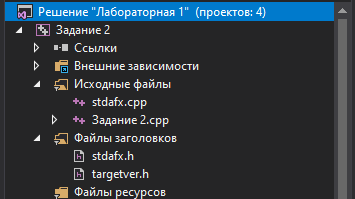 Решение "Лабораторная 1" (проектов: 4)
Задание 2
Ссылки
Внешние зависимости
Исходные файлы
stdafx.cpp
Задание 2.cpp
Файлы заголовков
stdafx.h
targetver.h
Файлы ресурсов